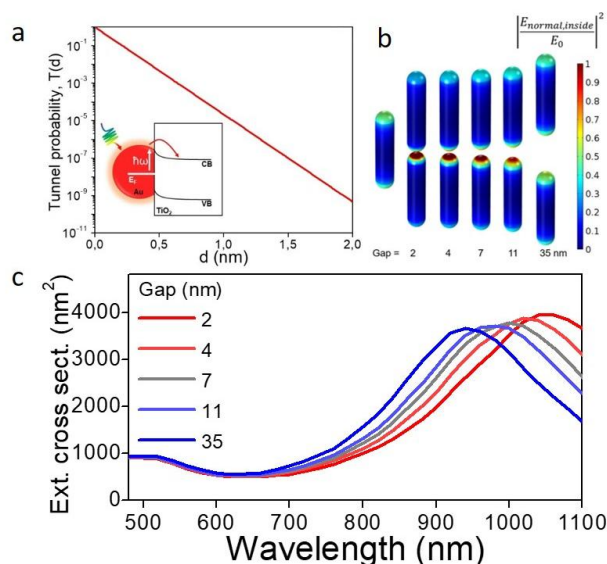 a
Tunnel probability, T(d)
10^-1
10^-1
10^-3
10^-5
10^-7
10^-9
10^-11
0,0
0,5
1,0
1,5
2,0
d (nm)
ħω
E_f
Au
TiO2
CB
VB
b
|E_normal,inside / E_0|^2
1
0.9
0.8
0.7
0.6
0.5
0.4
0.3
0.2
0.1
0
Gap = 2 4 7 11 35 nm
c
Ext. cross sect. (nm^2)
4000
3000
2000
1000
0
Gap (nm)
2
4
7
11
35
500 600 700 800 900 1000 1100
Wavelength (nm)